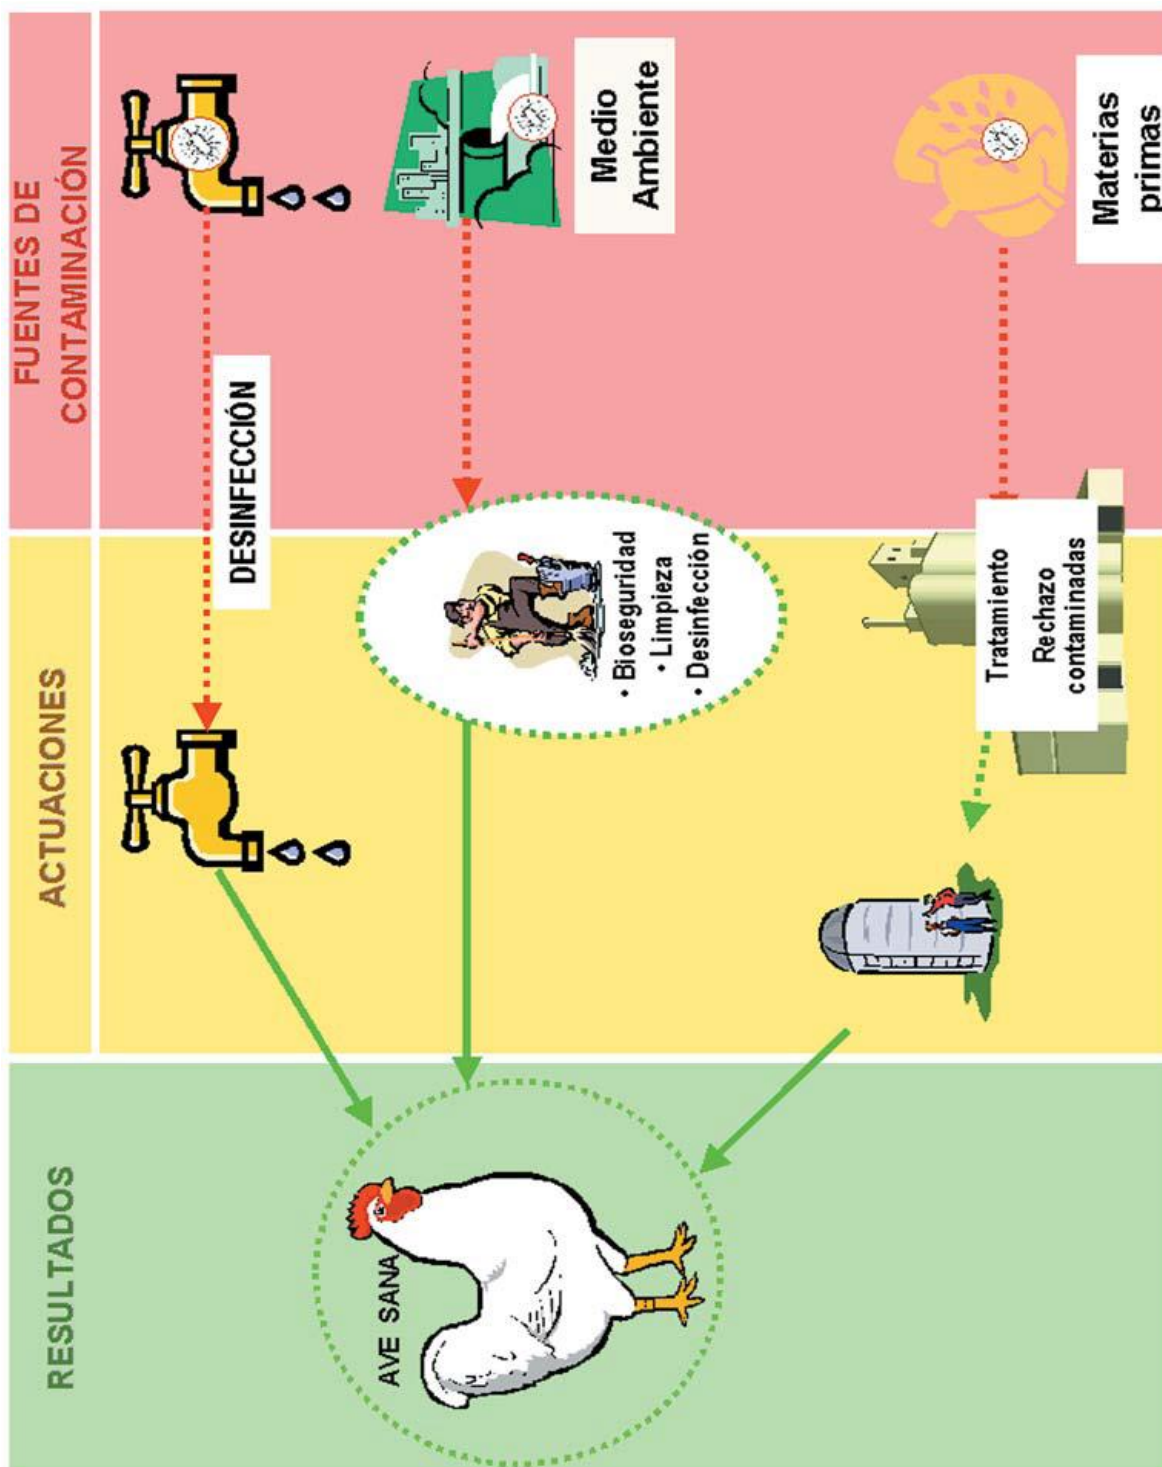 RESULTADOS
ACTUACIONES
FUENTES DE
CONTAMINACIÓN
DESINFECCIÓN
AVE SANA
Medio
Ambiente
• Bioseguridad
• Limpieza
• Desinfección
Tratamiento
Rechazo
contaminadas
Materias
primas